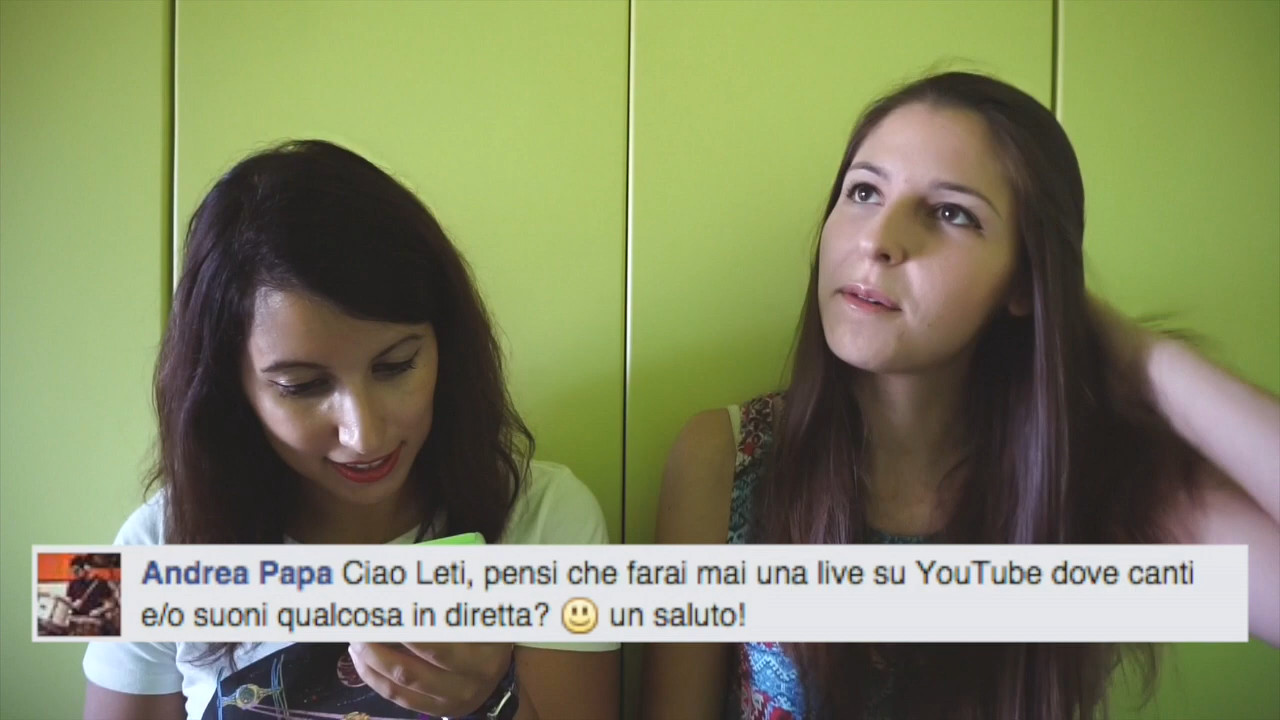 Andrea Papa Ciao Leti, pensi che farai mai una live su YouTube dove canti
e/o suoni qualcosa in diretta? 🙂 un saluto!